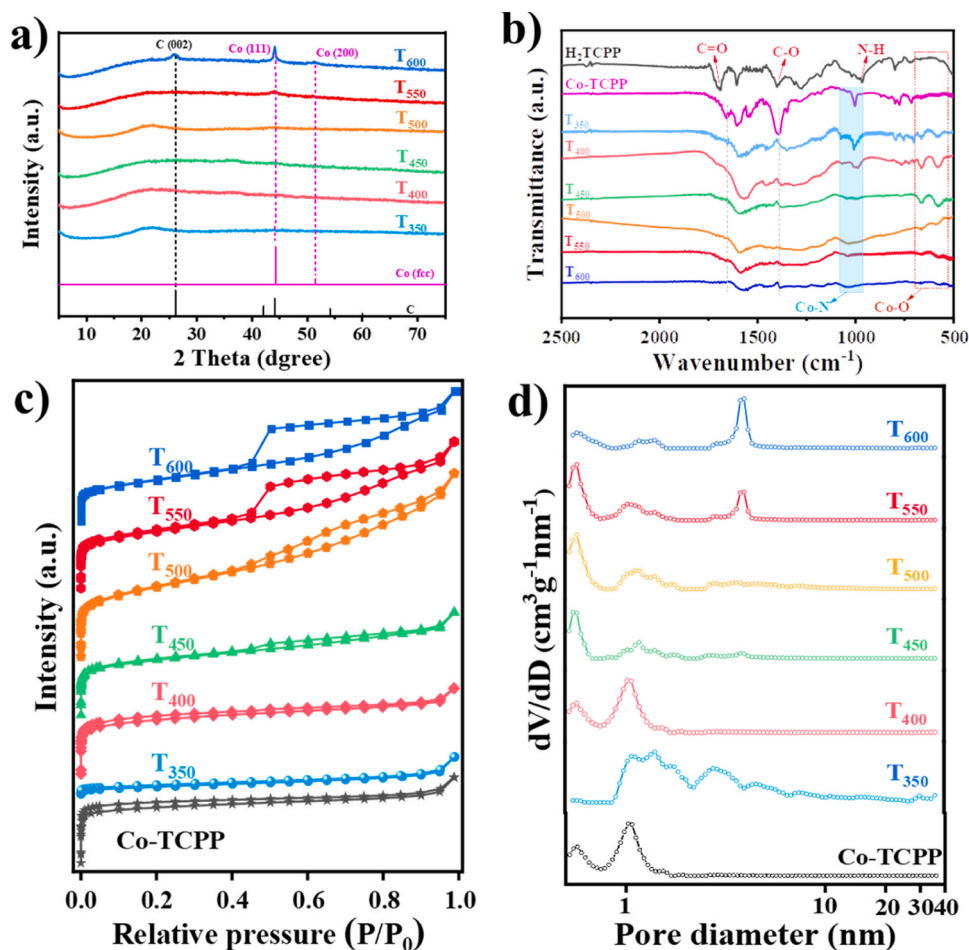 a)
C (002)
Co (111)
Co (200)
T600
T550
T500
T450
T400
T350
Co (fcc)
C
10 20 30 40 50 60 70
2 Theta (dgree)
Intensity (a.u.)
b)
C=O
C-O
N-H
H2TCPP
Co-TCPP
T350
T400
T450
T500
T550
T600
Co-N
Co-O
2500 2000 1500 1000 500
Wavenumber (cm-1)
Transmittance (a.u.)
c)
T600
T550
T500
T450
T400
T350
Co-TCPP
0.0 0.2 0.4 0.6 0.8 1.0
Relative pressure (P/P0)
Intensity (a.u.)
d)
T600
T550
T500
T450
T400
T350
Co-TCPP
1 10 20 30 40
Pore diameter (nm)
dV/dD (cm3g-1nm-1)